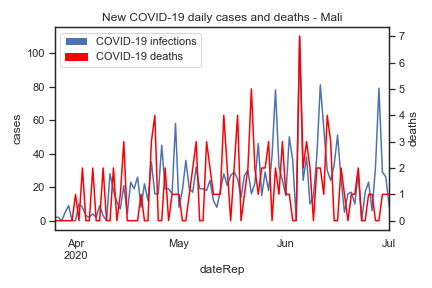 New COVID-19 daily cases and deaths - Mali
COVID-19 infections
COVID-19 deaths
100
80
60
40
20
0
cases
7
6
5
4
3
2
1
0
deaths
Apr
2020
May
Jun
Jul
dateRep